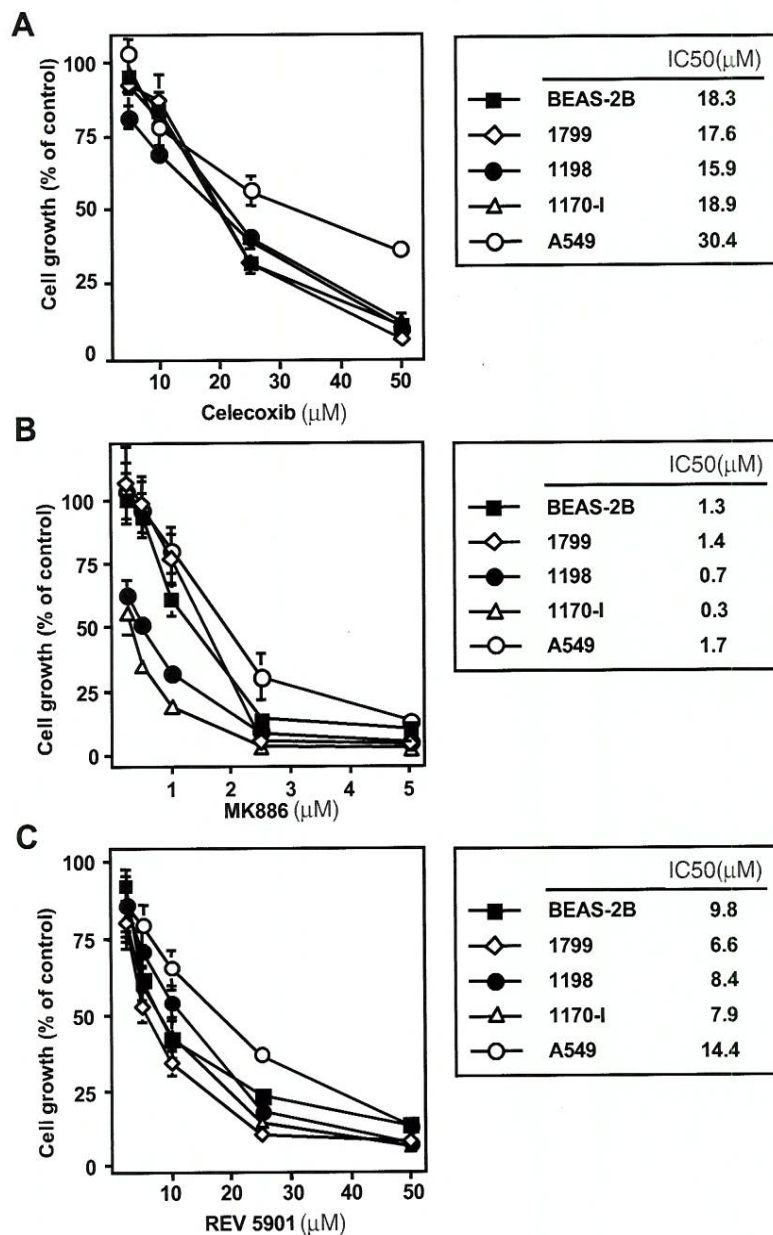 A
Cell growth (% of control)
100
75
50
25
0
10
20
30
40
50
Celecoxib (μM)
IC50(μM)
BEAS-2B 18.3
1799 17.6
1198 15.9
1170-I 18.9
A549 30.4
B
Cell growth (% of control)
100
75
50
25
0
1
2
3
4
5
MK886 (μM)
IC50(μM)
BEAS-2B 1.3
1799 1.4
1198 0.7
1170-I 0.3
A549 1.7
C
Cell growth (% of control)
100
75
50
25
0
10
20
30
40
50
REV 5901 (μM)
IC50(μM)
BEAS-2B 9.8
1799 6.6
1198 8.4
1170-I 7.9
A549 14.4